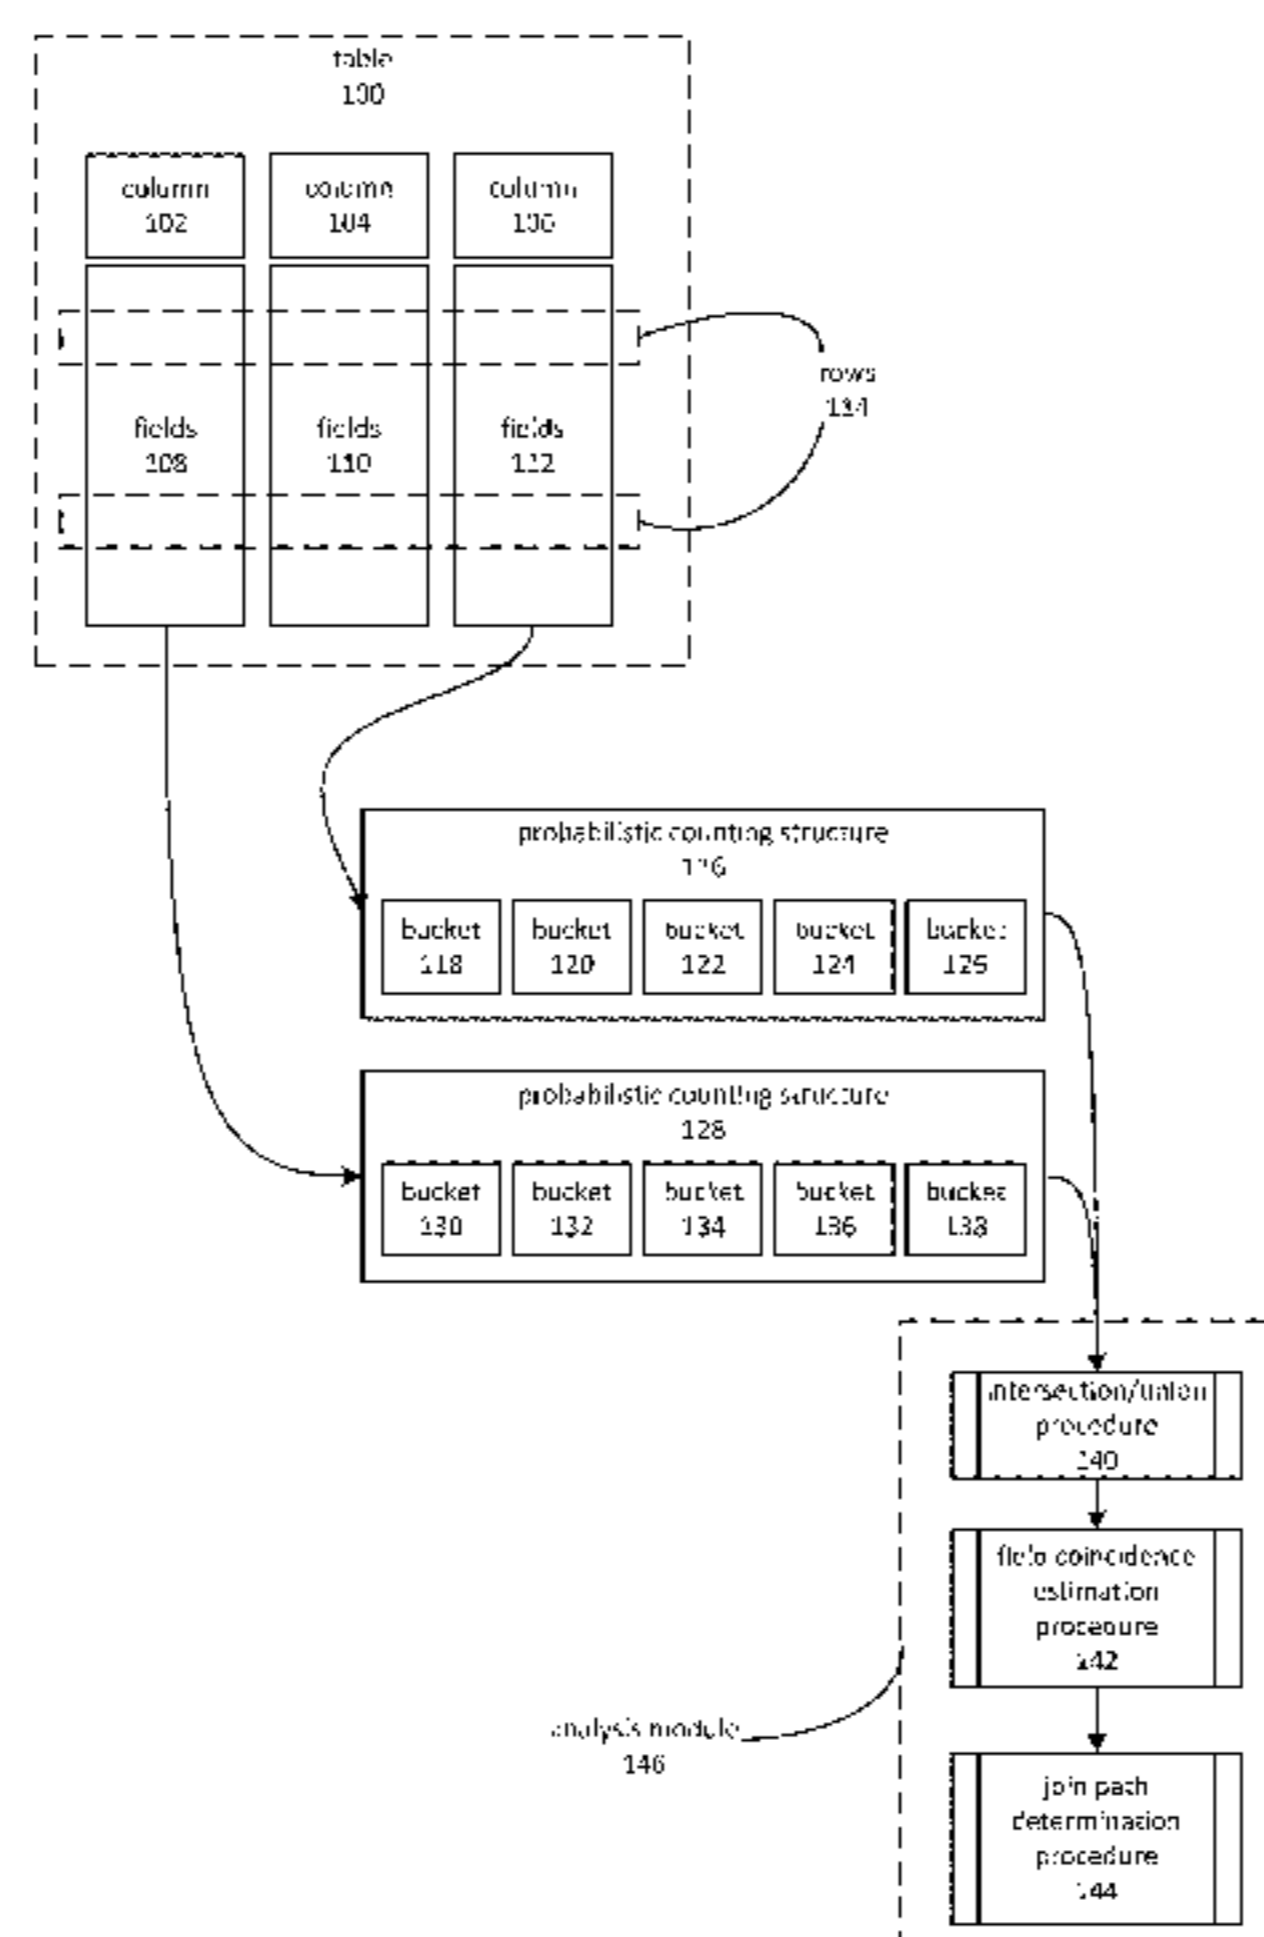 table
100
column
102
column
104
column
106
fields
108
fields
110
fields
112
rows
114
probabilistic counting structure
116
bucket
118
bucket
120
bucket
122
bucket
124
bucket
126
probabilistic counting structure
128
bucket
130
bucket
132
bucket
134
bucket
136
bucket
138
intersection/union
procedure
140
field coincidence
estimation
procedure
142
analysis module
146
join path
determination
procedure
144